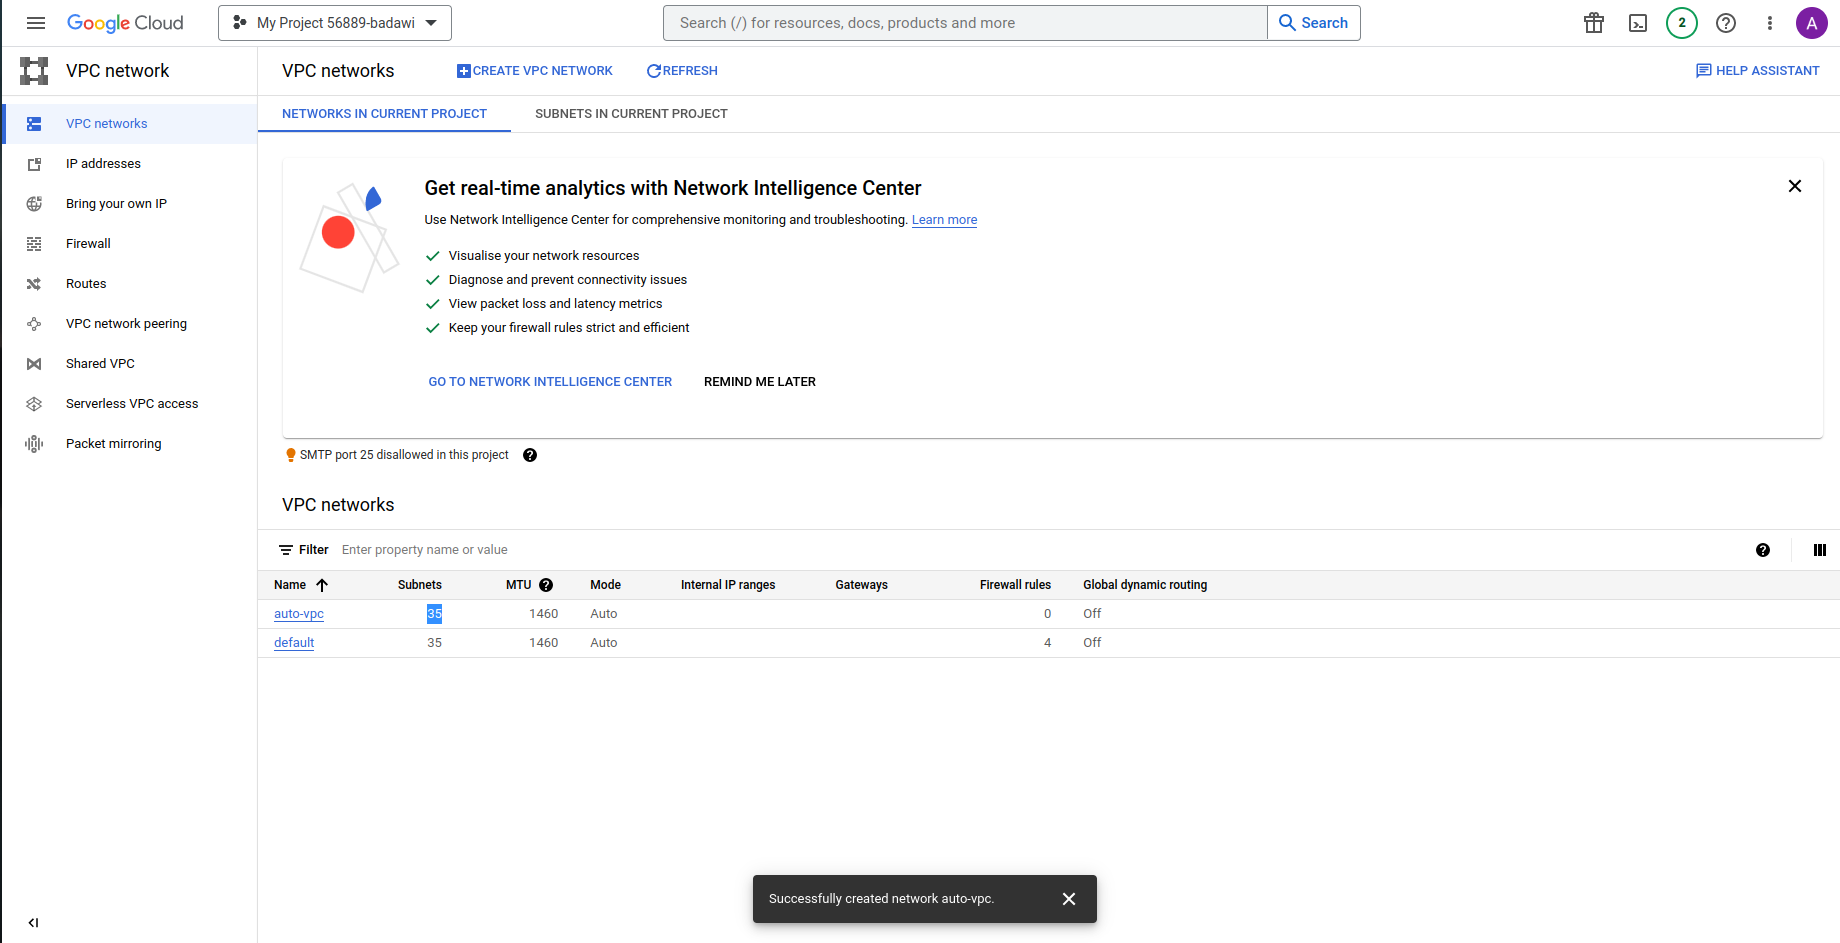 Google Cloud
My Project 56889-badawi
Search (/) for resources, docs, products and more
Search
2
A
VPC network
VPC networks
CREATE VPC NETWORK
REFRESH
HELP ASSISTANT
VPC networks
IP addresses
Bring your own IP
Firewall
Routes
VPC network peering
Shared VPC
Serverless VPC access
Packet mirroring
NETWORKS IN CURRENT PROJECT
SUBNETS IN CURRENT PROJECT
Get real-time analytics with Network Intelligence Center
Use Network Intelligence Center for comprehensive monitoring and troubleshooting. Learn more
Visualise your network resources
Diagnose and prevent connectivity issues
View packet loss and latency metrics
Keep your firewall rules strict and efficient
GO TO NETWORK INTELLIGENCE CENTER
REMIND ME LATER
SMTP port 25 disallowed in this project
VPC networks
Filter Enter property name or value
Name Subnets MTU Mode Internal IP ranges Gateways Firewall rules Global dynamic routing
auto-vpc 35 1460 Auto 0 Off
default 35 1460 Auto 4 Off
Successfully created network auto-vpc.